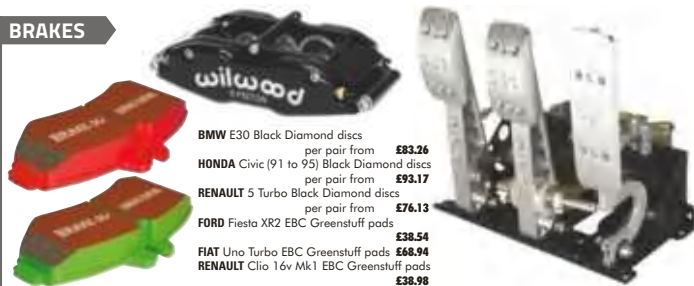 BRAKES
wilwood
BMW E30 Black Diamond discs
per pair from £83.26
HONDA Civic (91 to 95) Black Diamond discs
per pair from £93.17
RENAULT 5 Turbo Black Diamond discs
per pair from £76.13
FORD Fiesta XR2 EBC Greenstuff pads
£38.54
FIAT Uno Turbo EBC Greenstuff pads £68.94
RENAULT Clio 16v Mk1 EBC Greenstuff pads
£38.98